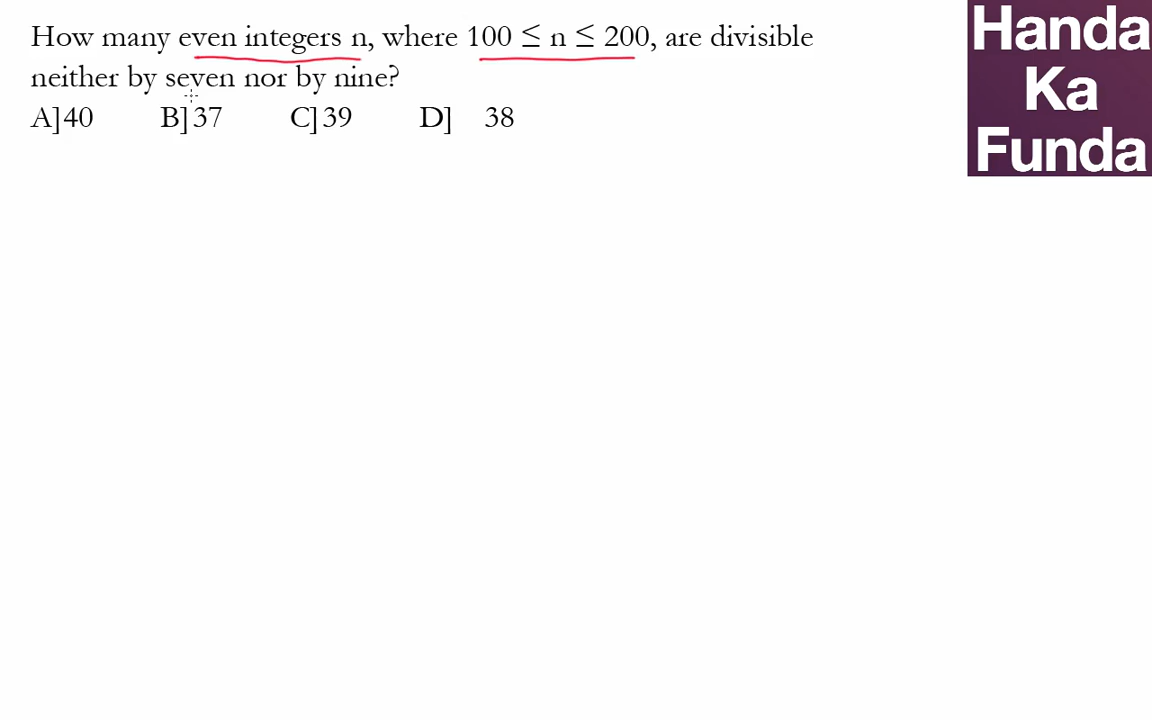 How many even integers n, where 100 ≤ n ≤ 200, are divisible
neither by seven nor by nine?
A]40 B]37 C]39 D] 38
Handa
Ka
Funda